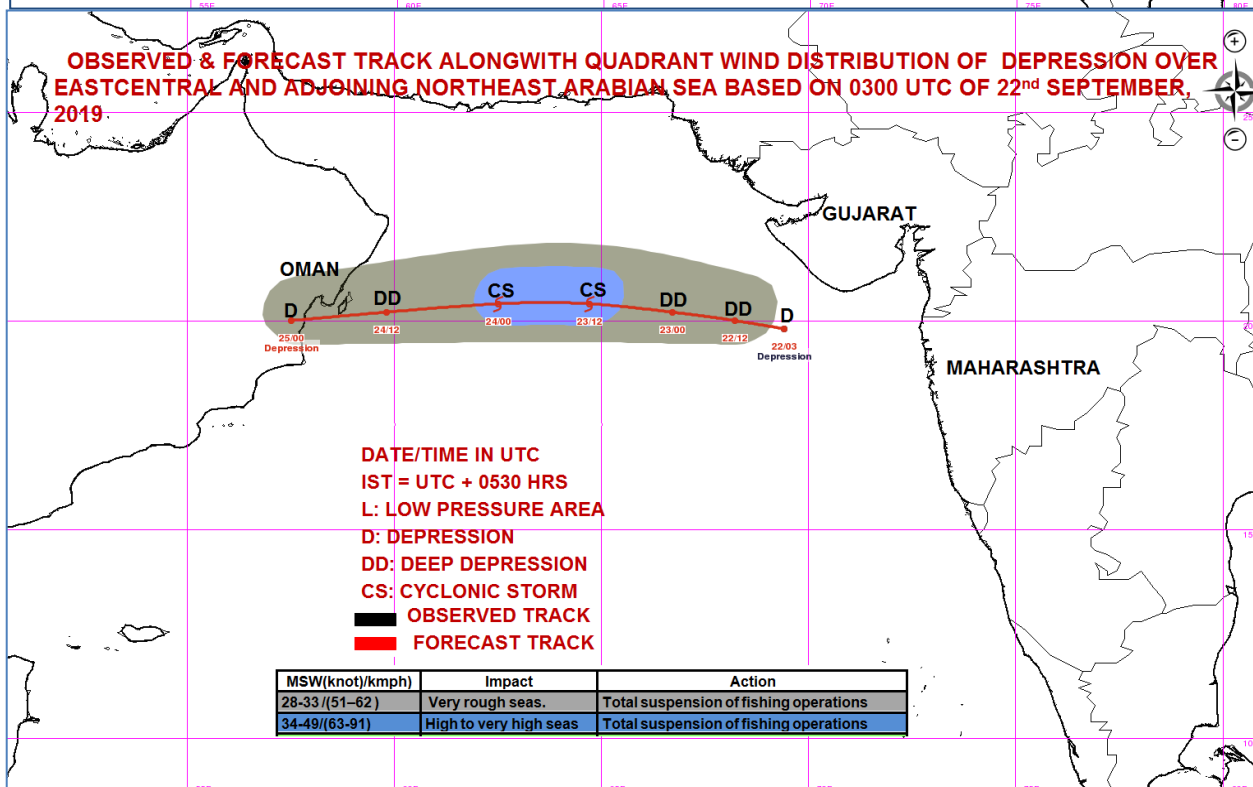 55E 60E 65E 70E 75E 80E
OBSERVED & FORECAST TRACK ALONGWITH QUADRANT WIND DISTRIBUTION OF DEPRESSION OVER
EASTCENTRAL AND ADJOINING NORTHEAST ARABIAN SEA BASED ON 0300 UTC OF 22nd SEPTEMBER,
2019
GUJARAT
OMAN
D DD CS CS DD DD D
25/00 24/12 24/00 23/12 23/00 22/12 22/03
Depression Depression
MAHARASHTRA
DATE/TIME IN UTC
IST = UTC + 0530 HRS
L: LOW PRESSURE AREA
D: DEPRESSION
DD: DEEP DEPRESSION
CS: CYCLONIC STORM
OBSERVED TRACK
FORECAST TRACK
MSW(knot)/kmph) Impact Action
28-33 /(51–62 ) Very rough seas. Total suspension of fishing operations
34-49/(63-91) High to very high seas Total suspension of fishing operations